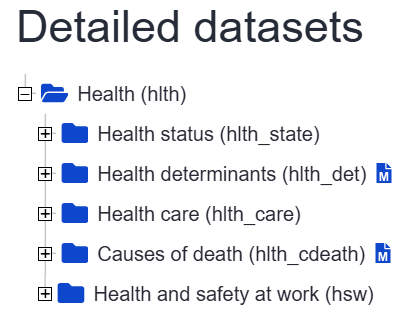 Detailed datasets
Health (hlth)
Health status (hlth_state)
Health determinants (hlth_det) M
Health care (hlth_care)
Causes of death (hlth_cdeath) M
Health and safety at work (hsw)